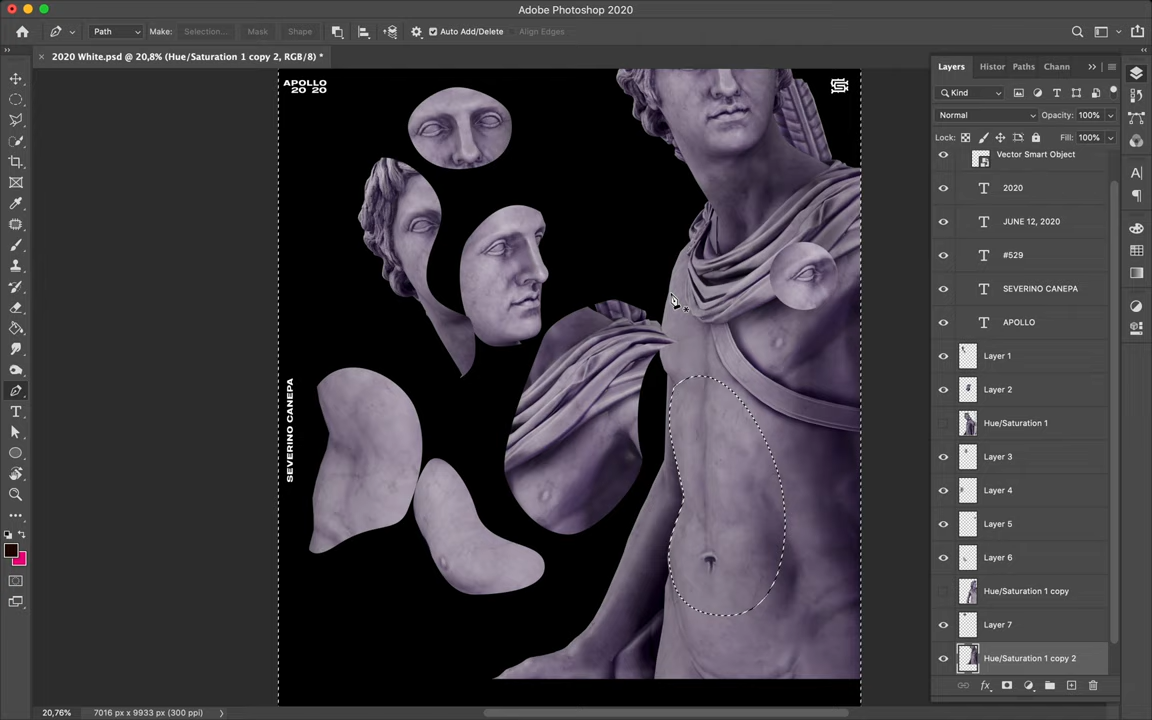 Adobe Photoshop 2020
Path
Make:
Selection...
Mask
Shape
Auto Add/Delete
Align Edges
2020 White.psd @ 20,8% (Hue/Saturation 1 copy 2, RGB/8) *
APOLLO
20 20
SEVERINO CANEPA
Layers
Histor
Paths
Chann
Kind
Normal
Opacity: 100%
Lock:
Fill: 100%
Vector Smart Object
2020
JUNE 12, 2020
#529
SEVERINO CANEPA
APOLLO
Layer 1
Layer 2
Hue/Saturation 1
Layer 3
Layer 4
Layer 5
Layer 6
Hue/Saturation 1 copy
Layer 7
Hue/Saturation 1 copy 2
20,76%
7016 px x 9933 px (300 ppi)